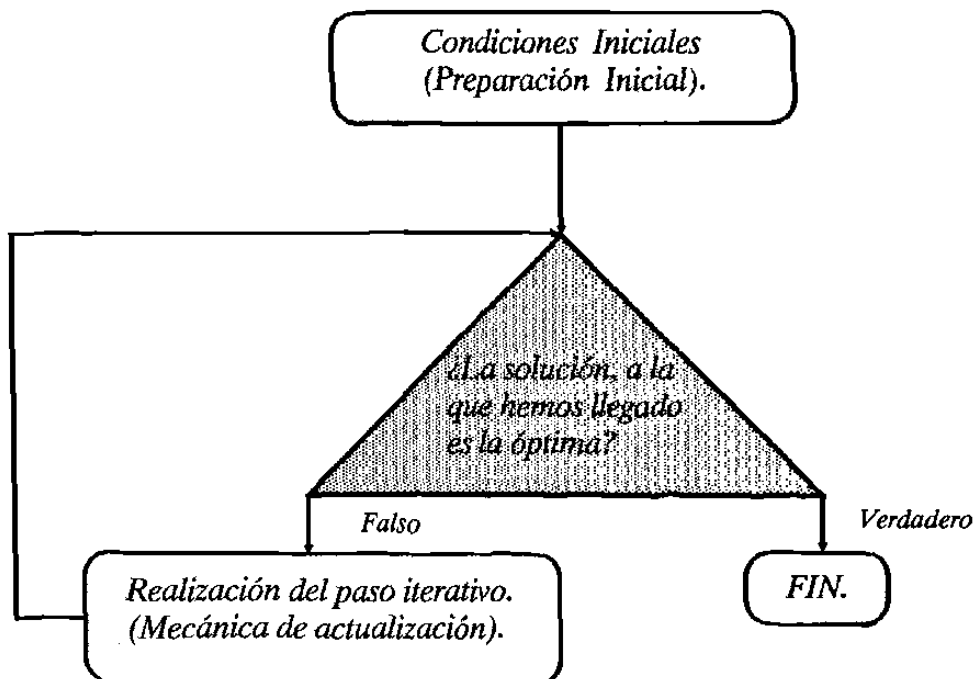 Condiciones Iniciales
(Preparación Inicial).
¿La solución, a la
que hemos llegado
es la óptima?
Falso
Verdadero
Realización del paso iterativo.
(Mecánica de actualización).
FIN.